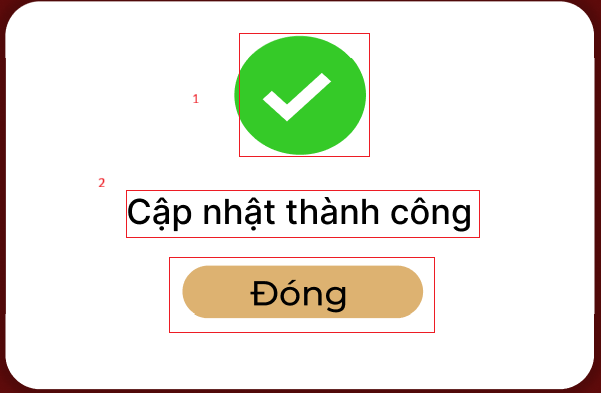 1
2
Cập nhật thành công
Đóng